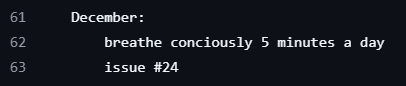 61 December:
62 breathe conciously 5 minutes a day
63 issue #24